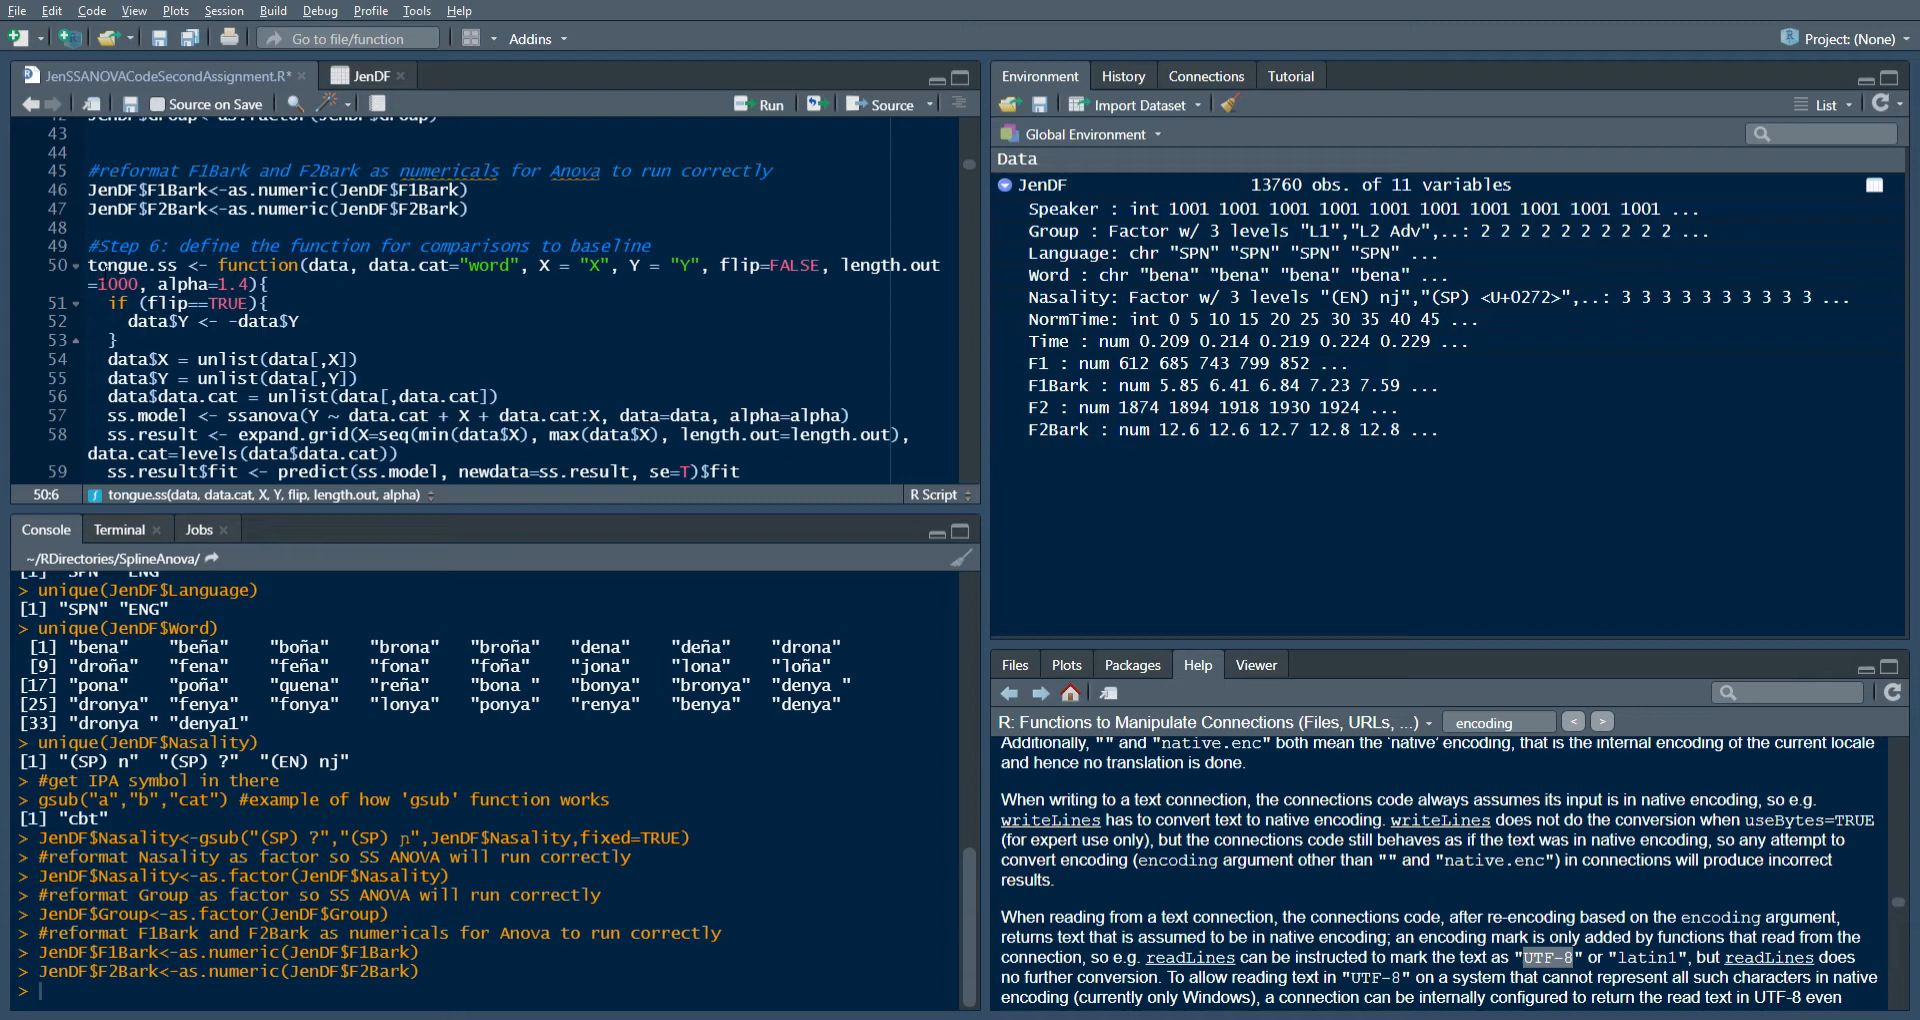 File Edit Code View Plots Session Build Debug Profile Tools Help
Go to file/function Addins Project: (None)
JenSSANOVACodeSecondAssignment.R* JenDF
Source on Save Run Source
42 JenDF$Group<-as.factor(JenDF$Group)
43
44
45 #reformat F1Bark and F2Bark as numericals for Anova to run correctly
46 JenDF$F1Bark<-as.numeric(JenDF$F1Bark)
47 JenDF$F2Bark<-as.numeric(JenDF$F2Bark)
48
49 #Step 6: define the function for comparisons to baseline
50 tongue.ss <- function(data, data.cat="word", X = "X", Y = "Y", flip=FALSE, length.out
=1000, alpha=1.4){
51 if (flip==TRUE){
52 data$Y <- -data$Y
53 }
54 data$X = unlist(data[,X])
55 data$Y = unlist(data[,Y])
56 data$data.cat = unlist(data[,data.cat])
57 ss.model <- ssanova(Y ~ data.cat + X + data.cat:X, data=data, alpha=alpha)
58 ss.result <- expand.grid(X=seq(min(data$X), max(data$X), length.out=length.out),
data.cat=levels(data$data.cat))
59 ss.result$fit <- predict(ss.model, newdata=ss.result, se=T)$fit
50:6 tongue.ss(data, data.cat, X, Y, flip, length.out, alpha) R Script
Console Terminal Jobs
~/RDirectories/SplineAnova/
[1] "SPN" "ENG"
> unique(JenDF$Language)
[1] "SPN" "ENG"
> unique(JenDF$Word)
[1] "bena" "beña" "boña" "brona" "broña" "dena" "deña" "drona"
[9] "droña" "fena" "feña" "fona" "foña" "jona" "lona" "loña"
[17] "pona" "poña" "quena" "reña" "bona " "bonya" "bronya" "denya "
[25] "dronya" "fenya" "fonya" "lonya" "ponya" "renya" "benya" "denya"
[33] "dronya " "denya1"
> unique(JenDF$Nasality)
[1] "(SP) n" "(SP) ?" "(EN) nj"
> #get IPA symbol in there
> gsub("a","b","cat") #example of how 'gsub' function works
[1] "cbt"
> JenDF$Nasality<-gsub("(SP) ?","(SP) ɲ",JenDF$Nasality,fixed=TRUE)
> #reformat Nasality as factor so SS ANOVA will run correctly
> JenDF$Nasality<-as.factor(JenDF$Nasality)
> #reformat Group as factor so SS ANOVA will run correctly
> JenDF$Group<-as.factor(JenDF$Group)
> #reformat F1Bark and F2Bark as numericals for Anova to run correctly
> JenDF$F1Bark<-as.numeric(JenDF$F1Bark)
> JenDF$F2Bark<-as.numeric(JenDF$F2Bark)
>
Environment History Connections Tutorial
Import Dataset List
Global Environment
Data
JenDF 13760 obs. of 11 variables
Speaker : int 1001 1001 1001 1001 1001 1001 1001 1001 1001 1001 ...
Group : Factor w/ 3 levels "L1","L2 Adv",..: 2 2 2 2 2 2 2 2 2 2 ...
Language: chr "SPN" "SPN" "SPN" "SPN" ...
Word : chr "bena" "bena" "bena" "bena" ...
Nasality: Factor w/ 3 levels "(EN) nj","(SP) <U+0272>",..: 3 3 3 3 3 3 3 3 3 3 ...
NormTime: int 0 5 10 15 20 25 30 35 40 45 ...
Time : num 0.209 0.214 0.219 0.224 0.229 ...
F1 : num 612 685 743 799 852 ...
F1Bark : num 5.85 6.41 6.84 7.23 7.59 ...
F2 : num 1874 1894 1918 1930 1924 ...
F2Bark : num 12.6 12.6 12.7 12.8 12.8 ...
Files Plots Packages Help Viewer
R: Functions to Manipulate Connections (Files, URLs, ...) encoding < >
Additionally, "" and "native.enc" both mean the 'native' encoding, that is the internal encoding of the current locale
and hence no translation is done.
When writing to a text connection, the connections code always assumes its input is in native encoding, so e.g.
writeLines has to convert text to native encoding. writeLines does not do the conversion when useBytes=TRUE
(for expert use only), but the connections code still behaves as if the text was in native encoding, so any attempt to
convert encoding (encoding argument other than "" and "native.enc") in connections will produce incorrect
results.
When reading from a text connection, the connections code, after re-encoding based on the encoding argument,
returns text that is assumed to be in native encoding; an encoding mark is only added by functions that read from the
connection, so e.g. readLines can be instructed to mark the text as "UTF-8" or "latin1", but readLines does
no further conversion. To allow reading text in "UTF-8" on a system that cannot represent all such characters in native
encoding (currently only Windows), a connection can be internally configured to return the read text in UTF-8 even